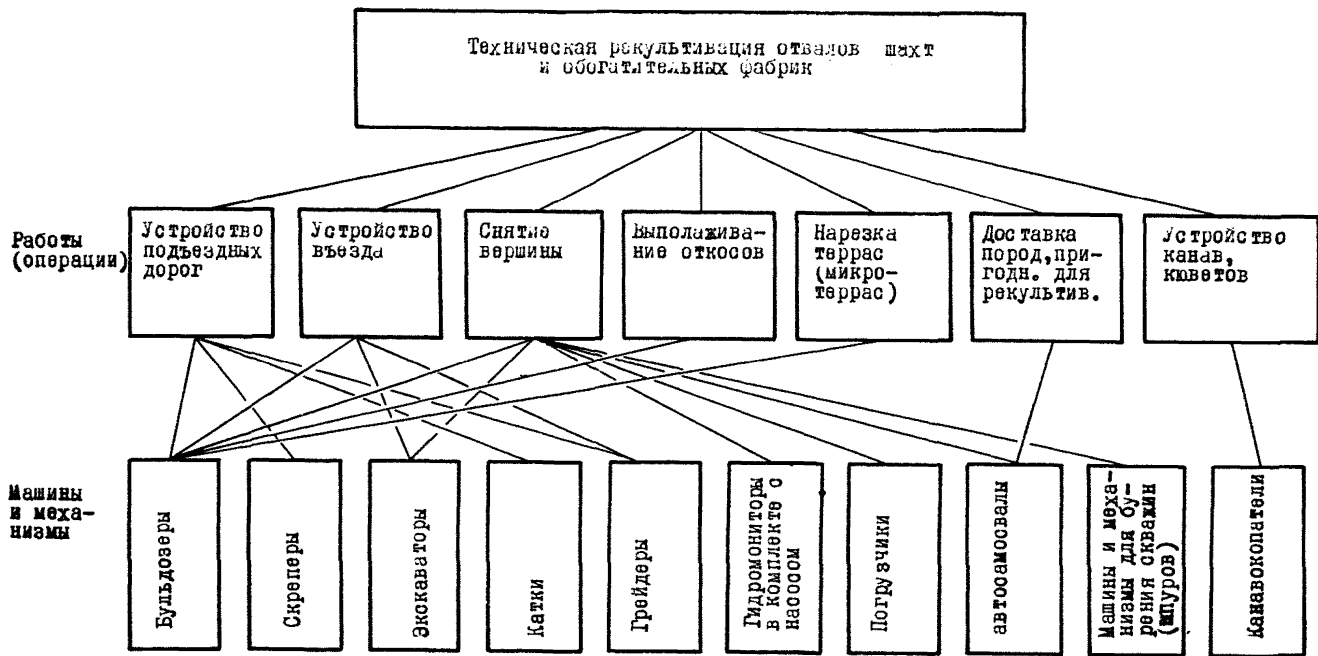 Техническая рекультивация отвалов шахт
и обогатительных фабрик
Работы
(операции)
Устройство
подъездных
дорог
Устройство
въезда
Снятие
вершины
Выполажива-
ние откосов
Нарезка
террас
(микро-
террас)
Доставка
пород,при-
годн. для
рекультив.
Устройство
канав,
кюветов
Машины
и меха-
низмы
Бульдозеры
Скреперы
Экскаваторы
Катки
Грейдеры
Гидромониторы
в комплекте с
насосом
Погрузчики
автосамосвалы
Машины и меха-
низмы для бу-
рения скважин
(шпуров)
Канавокопатели